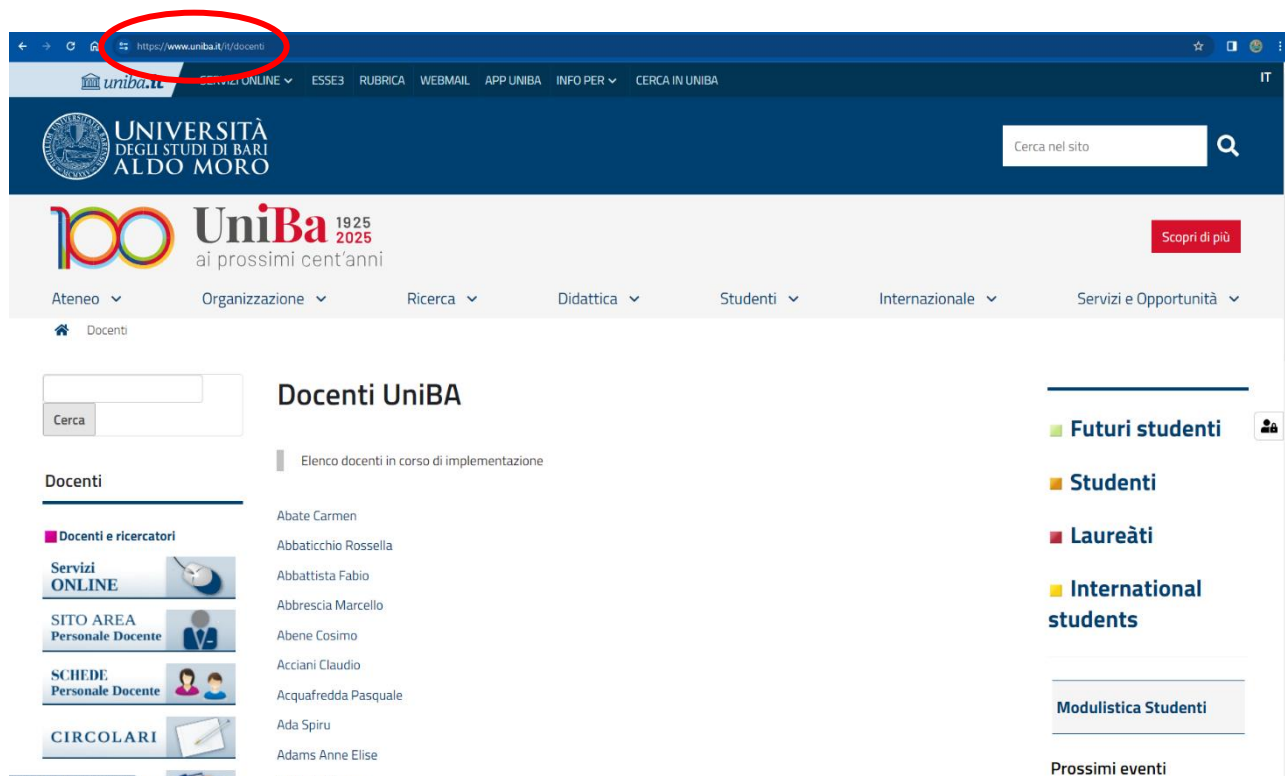 https://www.uniba.it/it/docenti
uniba.it
SERVIZI ONLINE ESSE3 RUBRICA WEBMAIL APP UNIBA INFO PER CERCA IN UNIBA
IT
UNIVERSITÀ
DEGLI STUDI DI BARI
ALDO MORO
Cerca nel sito
100
UniBa 1925 2025
ai prossimi cent'anni
Scopri di più
Ateneo Organizzazione Ricerca Didattica Studenti Internazionale Servizi e Opportunità
Docenti
Cerca
Docenti
Docenti e ricercatori
Servizi
ONLINE
SITO AREA
Personale Docente
SCHEDE
Personale Docente
CIRCOLARI
Docenti UniBA
Elenco docenti in corso di implementazione
Abate Carmen
Abbaticchio Rossella
Abbattista Fabio
Abbrescia Marcello
Abene Cosimo
Acciani Claudio
Acquafredda Pasquale
Ada Spiru
Adams Anne Elise
Futuri studenti
Studenti
Laureàti
International
students
Modulistica Studenti
Prossimi eventi